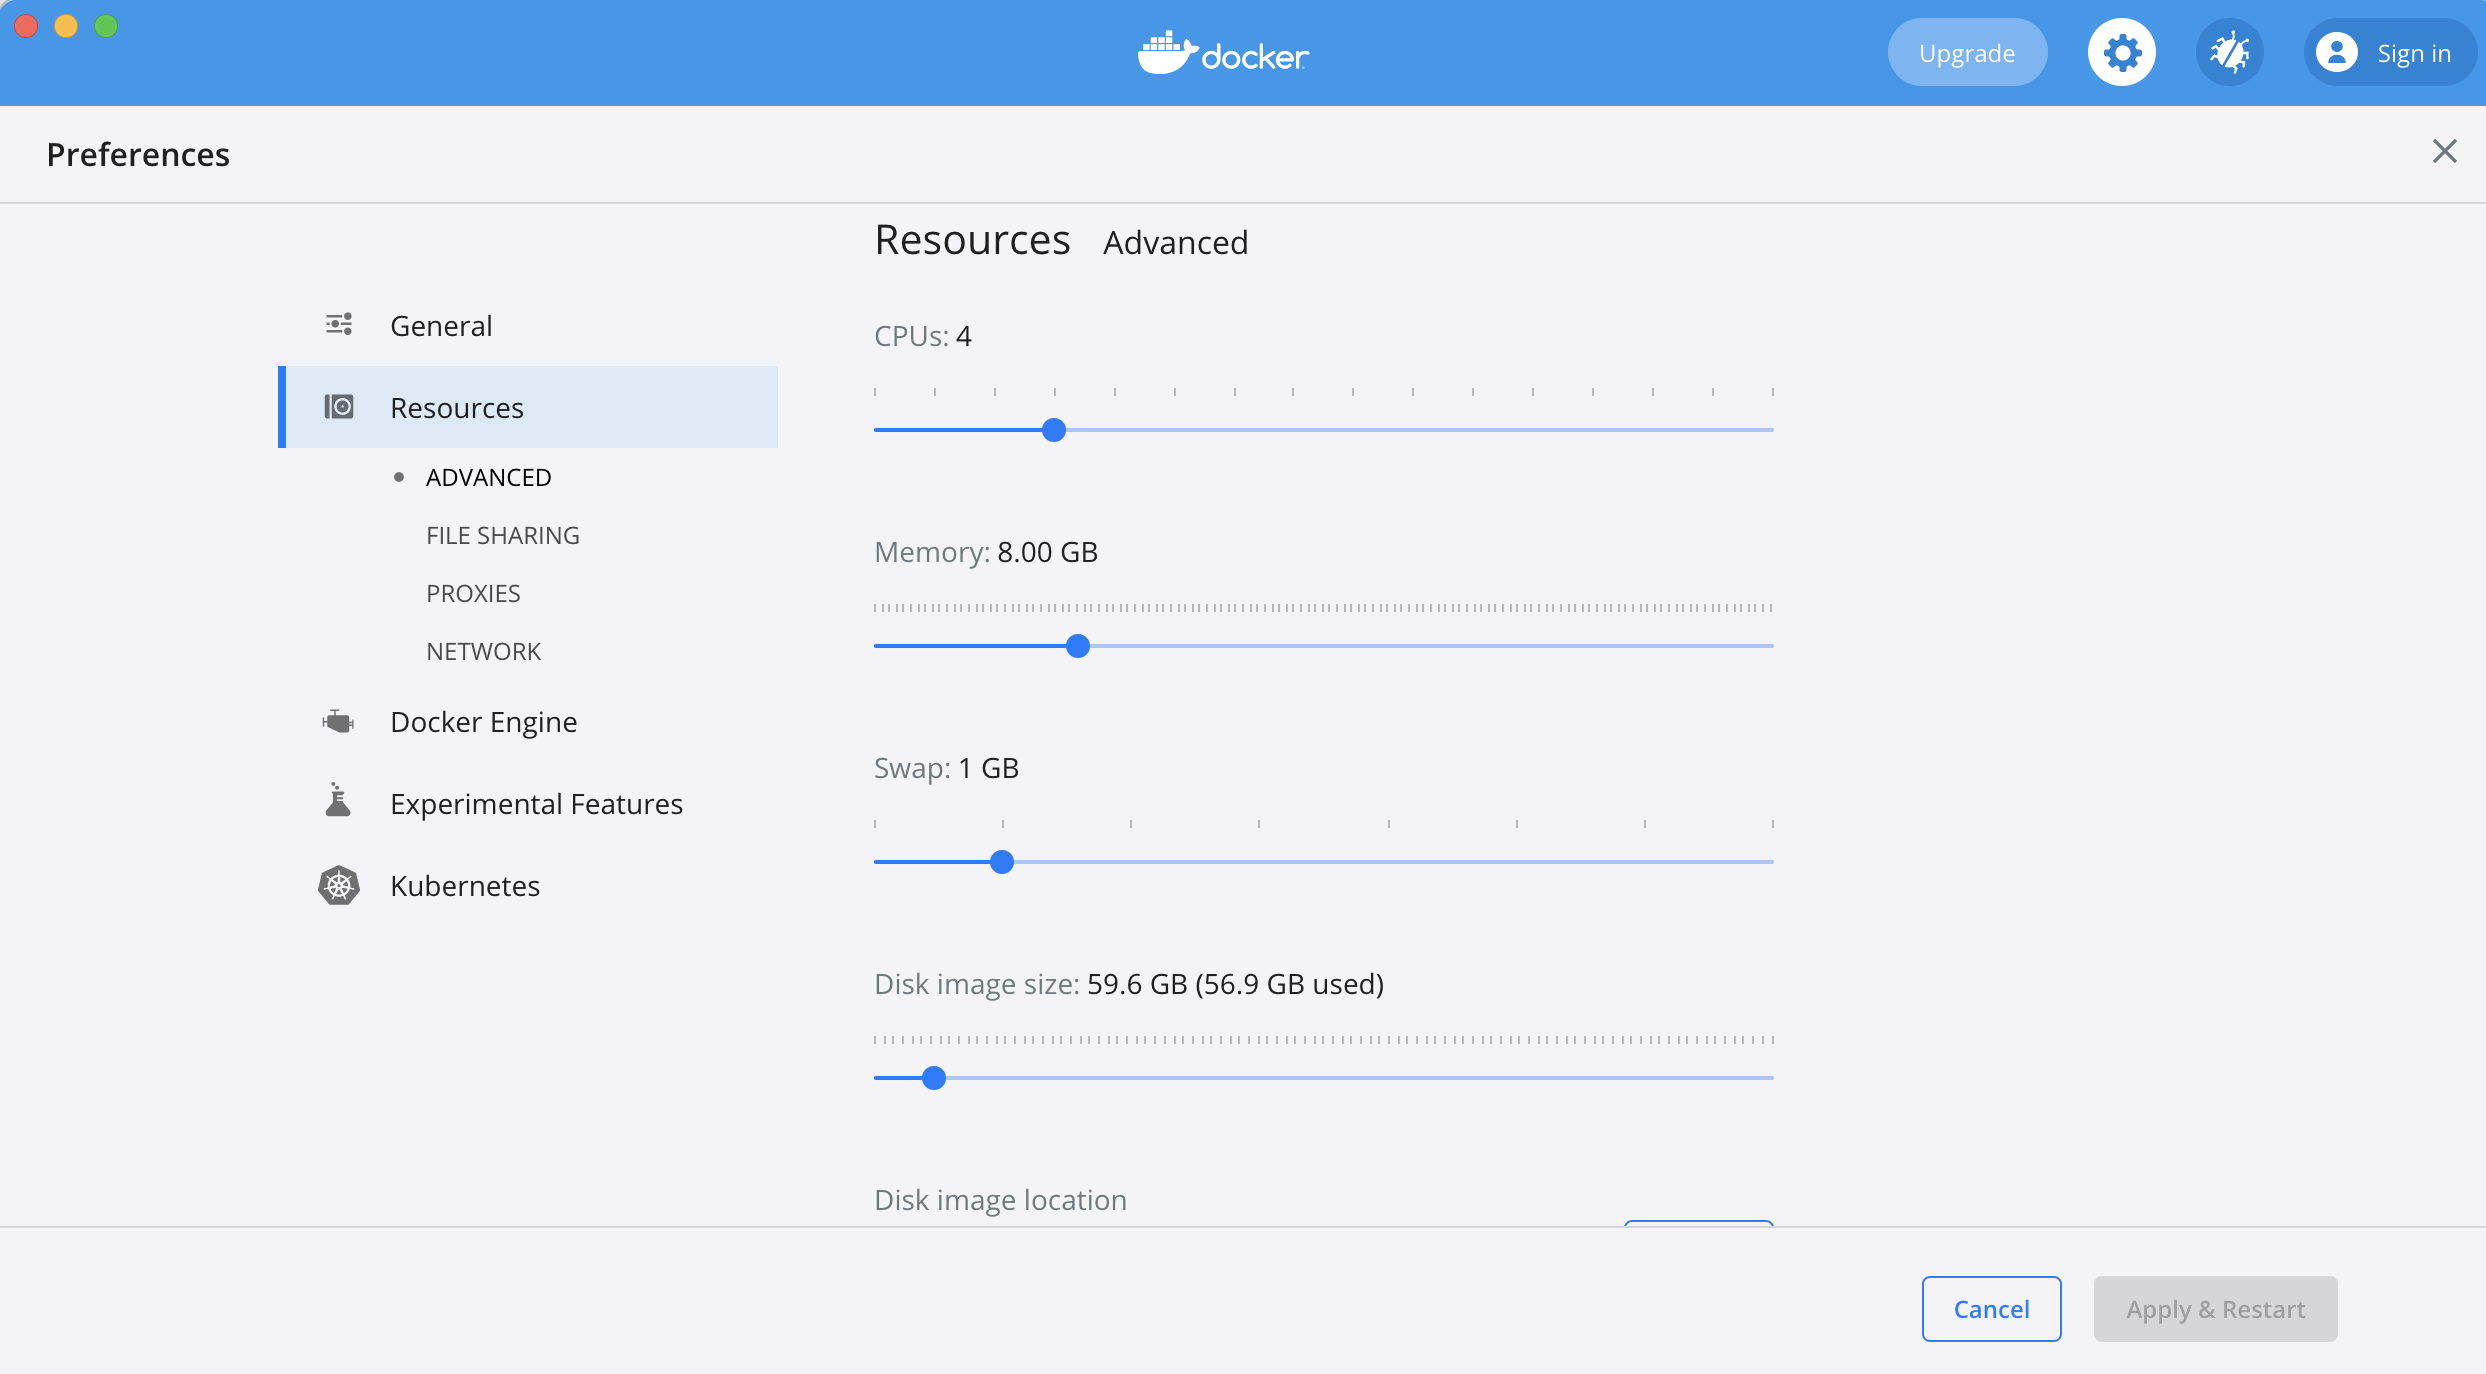 docker
Upgrade
Sign in
Preferences
Resources Advanced
General
Resources
ADVANCED
FILE SHARING
PROXIES
NETWORK
Docker Engine
Experimental Features
Kubernetes
CPUs: 4
Memory: 8.00 GB
Swap: 1 GB
Disk image size: 59.6 GB (56.9 GB used)
Disk image location
Cancel
Apply & Restart